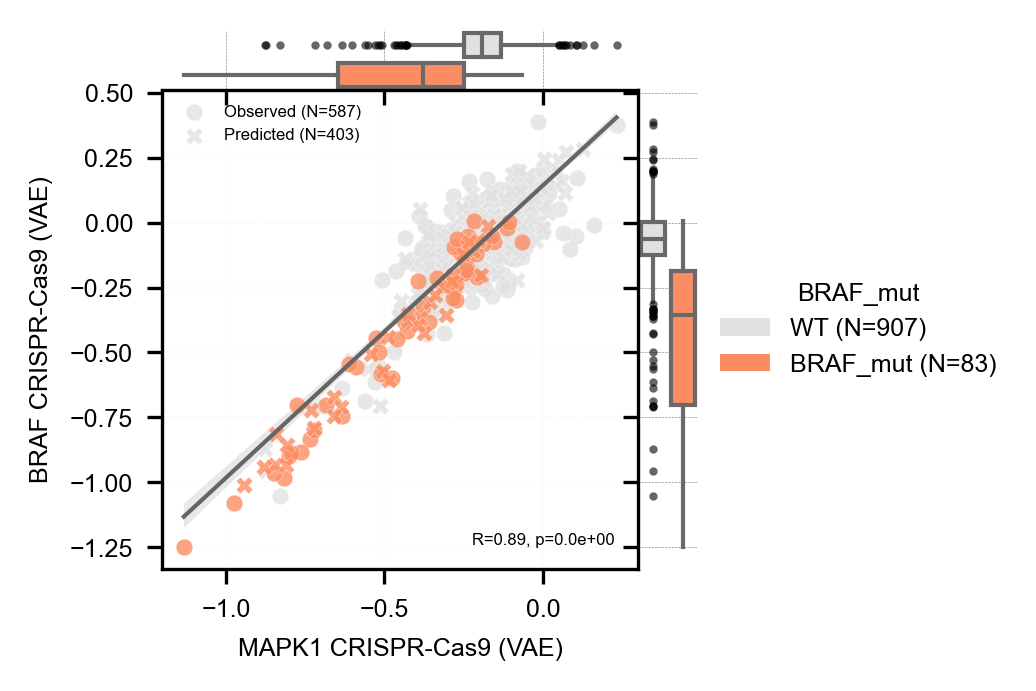 0.50
0.25
0.00
−0.25
−0.50
−0.75
−1.00
−1.25
BRAF CRISPR-Cas9 (VAE)
Observed (N=587)
Predicted (N=403)
R=0.89, p=0.0e+00
−1.0
−0.5
0.0
MAPK1 CRISPR-Cas9 (VAE)
BRAF_mut
WT (N=907)
BRAF_mut (N=83)